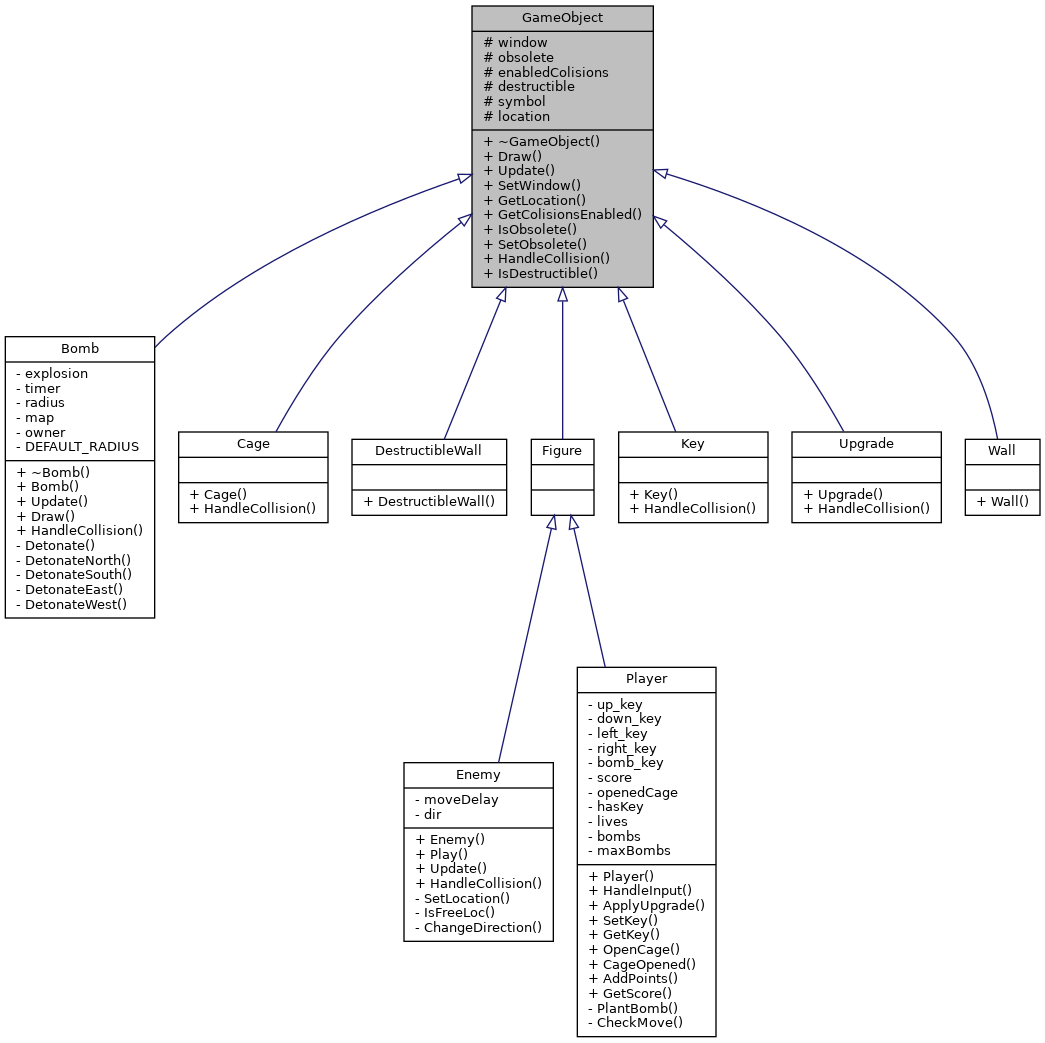 GameObject
# window
# obsolete
# enabledColisions
# destructible
# symbol
# location
+ ~GameObject()
+ Draw()
+ Update()
+ SetWindow()
+ GetLocation()
+ GetColisionsEnabled()
+ IsObsolete()
+ SetObsolete()
+ HandleCollision()
+ IsDestructible()
Bomb
- explosion
- timer
- radius
- map
- owner
- DEFAULT_RADIUS
+ ~Bomb()
+ Bomb()
+ Update()
+ Draw()
+ HandleCollision()
- Detonate()
- DetonateNorth()
- DetonateSouth()
- DetonateEast()
- DetonateWest()
Cage
+ Cage()
+ HandleCollision()
DestructibleWall
+ DestructibleWall()
Figure
Key
+ Key()
+ HandleCollision()
Upgrade
+ Upgrade()
+ HandleCollision()
Wall
+ Wall()
Enemy
- moveDelay
- dir
+ Enemy()
+ Play()
+ Update()
+ HandleCollision()
- SetLocation()
- IsFreeLoc()
- ChangeDirection()
Player
- up_key
- down_key
- left_key
- right_key
- bomb_key
- score
- openedCage
- hasKey
- lives
- bombs
- maxBombs
+ Player()
+ HandleInput()
+ ApplyUpgrade()
+ SetKey()
+ GetKey()
+ OpenCage()
+ CageOpened()
+ AddPoints()
+ GetScore()
- PlantBomb()
- CheckMove()